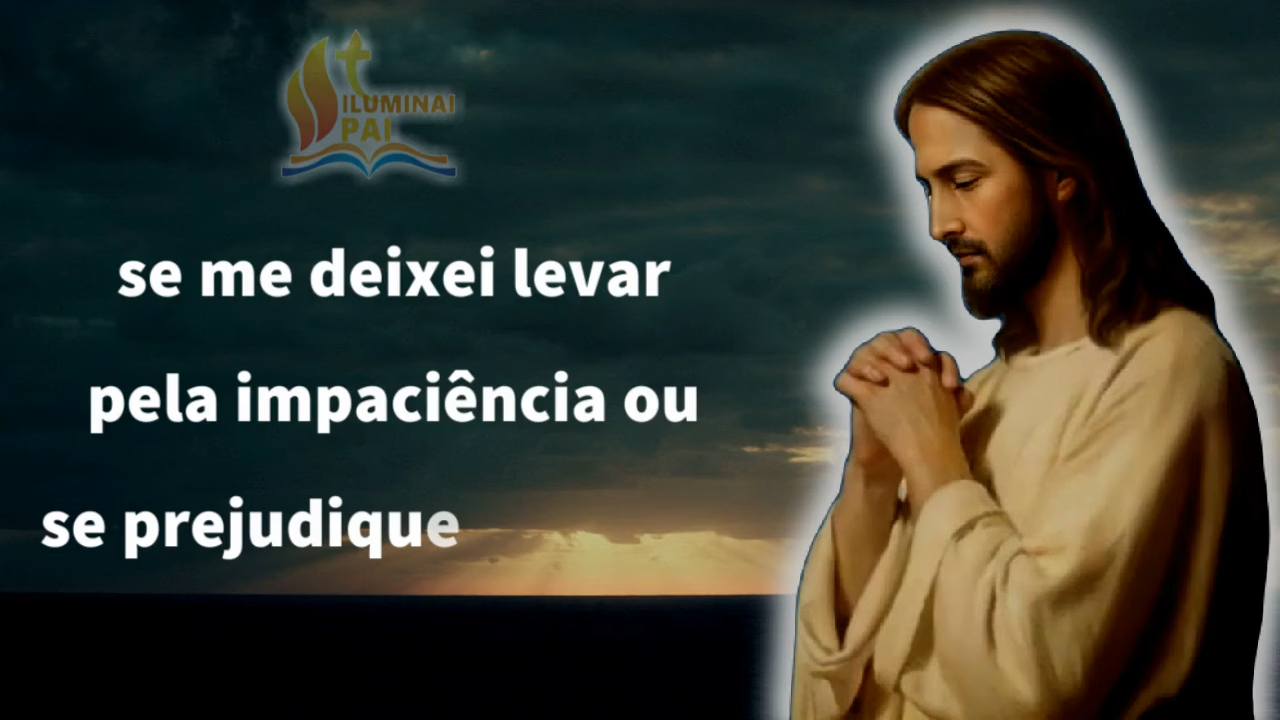 ILUMINAI
PAI
se me deixei levar
pela impaciência ou
se prejudique